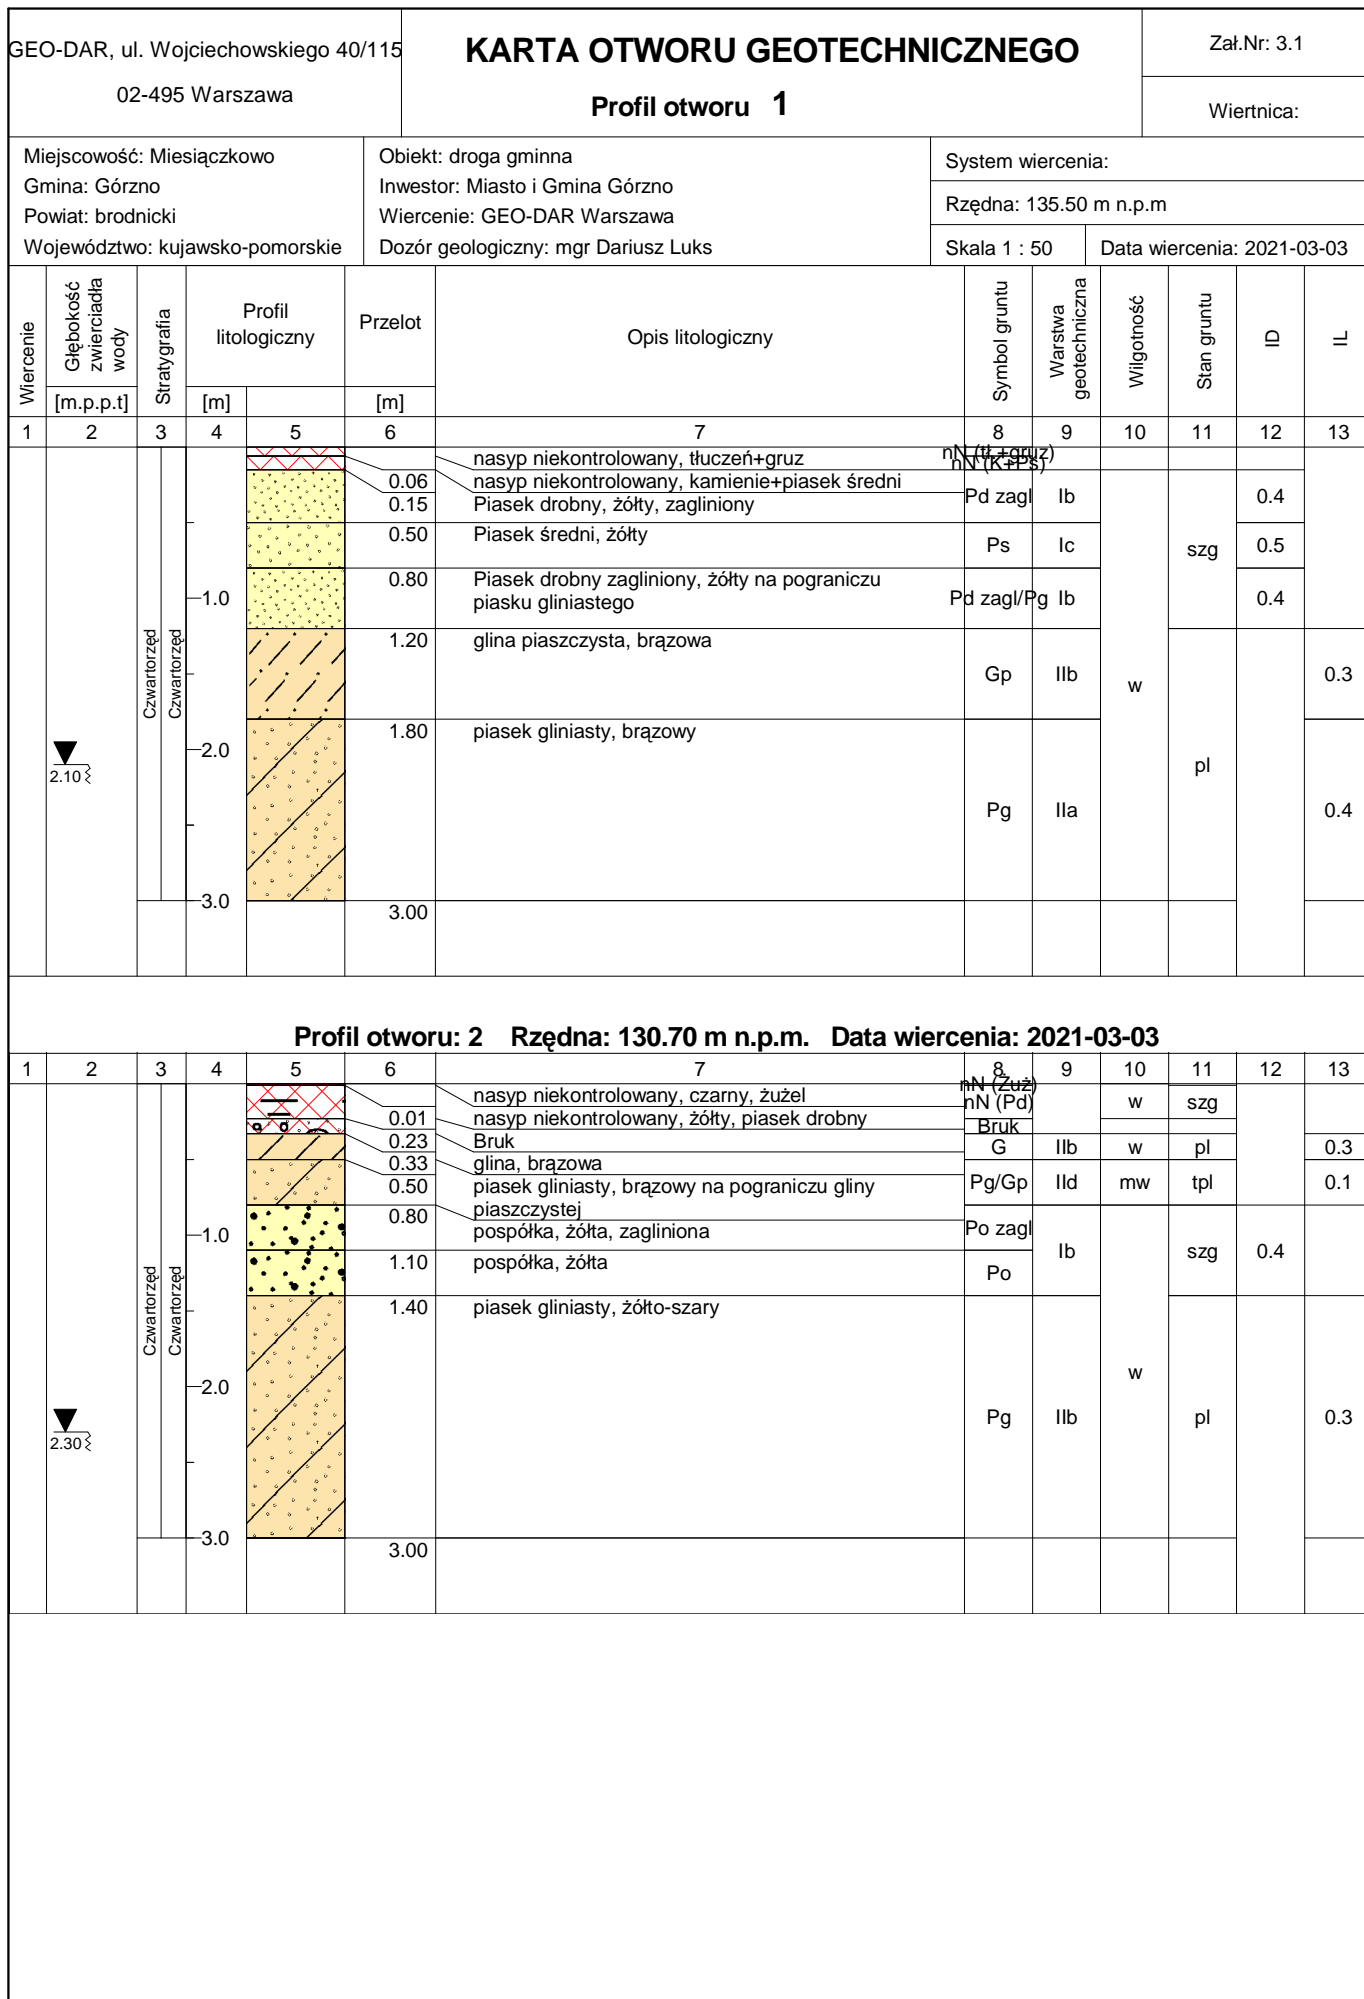 GEO-DAR, ul. Wojciechowskiego 40/115
02-495 Warszawa
KARTA OTWORU GEOTECHNICZNEGO
Profil otworu 1
Zał.Nr: 3.1
Wiertnica:
Miejscowość: Miesiączkowo
Gmina: Górzno
Powiat: brodnicki
Województwo: kujawsko-pomorskie
Obiekt: droga gminna
Inwestor: Miasto i Gmina Górzno
Wiercenie: GEO-DAR Warszawa
Dozór geologiczny: mgr Dariusz Luks
System wiercenia:
Rzędna: 135.50 m n.p.m
Skala 1 : 50
Data wiercenia: 2021-03-03
Wiercenie
Głębokość
zwierciadła
wody
[m.p.p.t]
Stratygrafia
Profil
litologiczny
[m]
Przelot
[m]
Opis litologiczny
Symbol gruntu
Warstwa
geotechniczna
Wilgotność
Stan gruntu
ID
IL
1 2 3 4 5 6 7 8 9 10 11 12 13
nasyp niekontrolowany, tłuczeń+gruz
nN (tł.+gruz)
0.06 nasyp niekontrolowany, kamienie+piasek średni
nN (K+Ps)
0.15 Piasek drobny, żółty, zagliniony
Pd zagl Ib 0.4
0.50 Piasek średni, żółty
Ps Ic szg 0.5
0.80 Piasek drobny zagliniony, żółty na pograniczu
piasku gliniastego
1.0
Pd zagl/Pg Ib 0.4
1.20 glina piaszczysta, brązowa
Czwartorzęd
Czwartorzęd
Gp IIb w 0.3
1.80 piasek gliniasty, brązowy
2.0
2.10
pl
Pg IIa 0.4
3.0
3.00
Profil otworu: 2 Rzędna: 130.70 m n.p.m. Data wiercenia: 2021-03-03
1 2 3 4 5 6 7 8 9 10 11 12 13
nasyp niekontrolowany, czarny, żużel
nN (Żuż)
0.01 nasyp niekontrolowany, żółty, piasek drobny
nN (Pd) w szg
0.23 Bruk
Bruk
0.33 glina, brązowa
G IIb w pl 0.3
0.50 piasek gliniasty, brązowy na pograniczu gliny
piaszczystej
Pg/Gp IId mw tpl 0.1
0.80 pospółka, żółta, zagliniona
1.0
Po zagl
Ib szg 0.4
1.10 pospółka, żółta
Po
1.40 piasek gliniasty, żółto-szary
Czwartorzęd
Czwartorzęd
w
2.0
2.30
Pg IIb pl 0.3
3.0
3.00